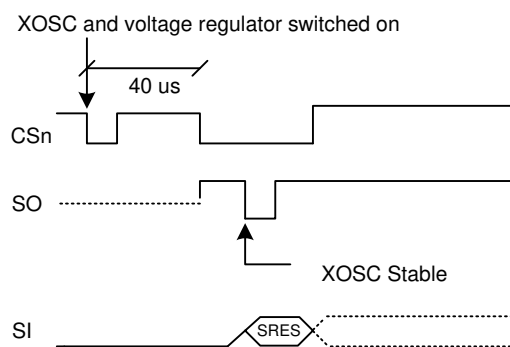 XOSC and voltage regulator switched on
40 us
CSn
SO
XOSC Stable
SI
SRES